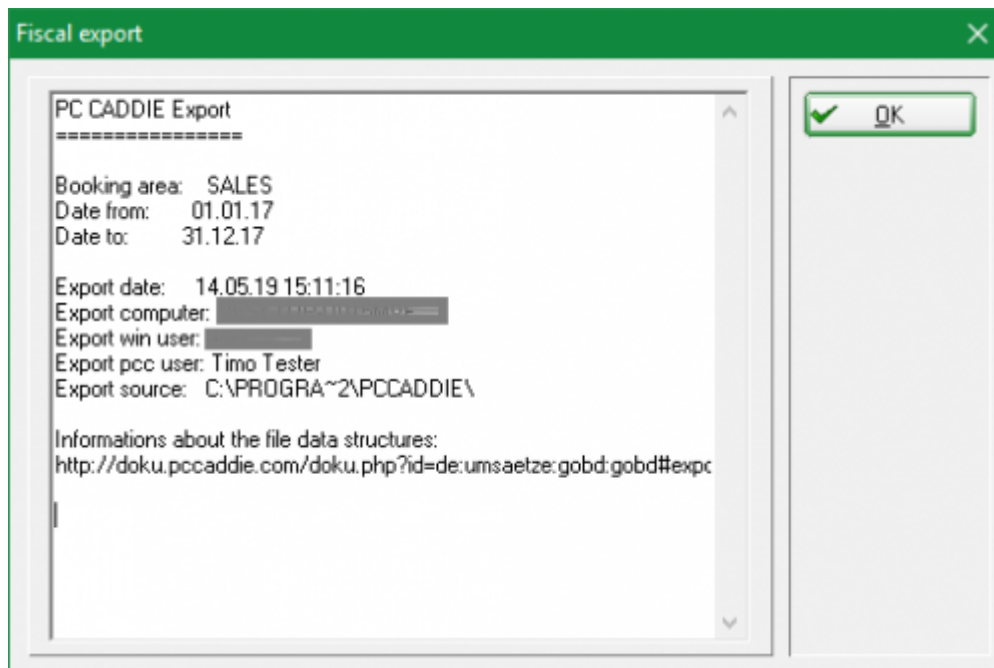 Fiscal export
PC CADDIE Export
================
Booking area: SALES
Date from: 01.01.17
Date to: 31.12.17
Export date: 14.05.19 15:11:16
Export computer:
Export win user:
Export pcc user: Timo Tester
Export source: C:\PROGRA~2\PCCADDIE\
Informations about the file data structures:
http://doku.pccaddie.com/doku.php?id=de:umsaetze:gobd:gobd#expo
OK